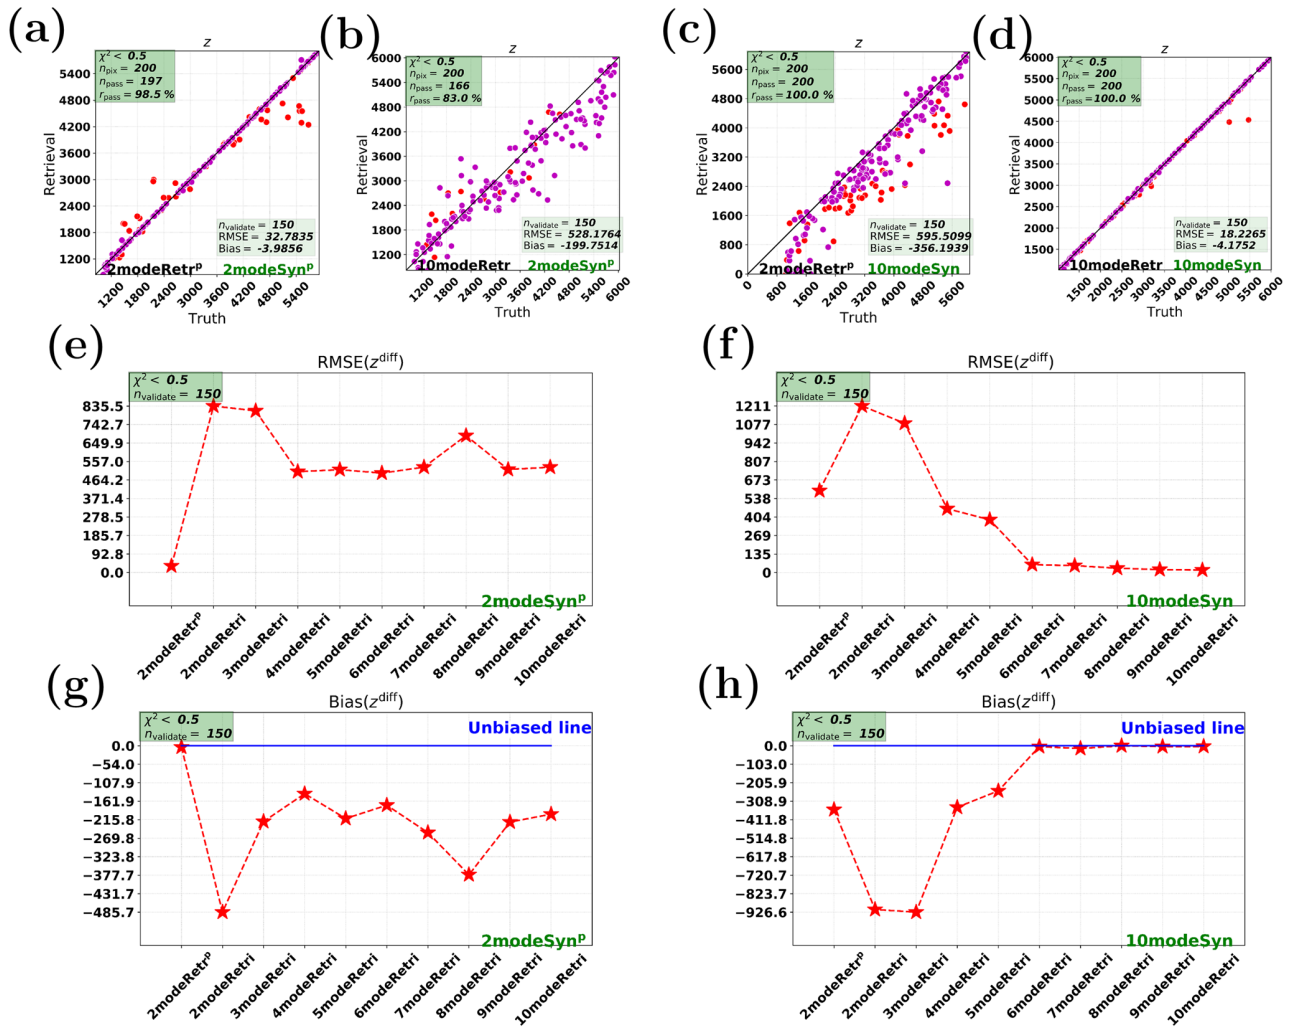 (a)
z
χ² < 0.5
n_pix = 200
n_pass = 197
r_pass = 98.5 %
Retrieval
5400
4800
4200
3600
3000
2400
1800
1200
n_validate = 150
RMSE = 32.7835
Bias = -3.9856
2modeRetr^p
2modeSyn^p
1200
1800
2400
3000
3600
4200
4800
5400
Truth
(b)
z
χ² < 0.5
n_pix = 200
n_pass = 166
r_pass = 83.0 %
Retrieval
6000
5400
4800
4200
3600
3000
2400
1800
1200
n_validate = 150
RMSE = 528.1764
Bias = -199.7514
10modeRetr
2modeSyn^p
1200
1800
2400
3000
3600
4200
4800
5400
6000
Truth
(c)
z
χ² < 0.5
n_pix = 200
n_pass = 200
r_pass = 100.0 %
Retrieval
5600
4800
4000
3200
2400
1600
800
0
n_validate = 150
RMSE = 595.5099
Bias = -356.1939
2modeRetr^p
10modeSyn
0
800
1600
2400
3200
4000
4800
5600
Truth
(d)
z
χ² < 0.5
n_pix = 200
n_pass = 200
r_pass = 100.0 %
Retrieval
6000
5500
5000
4500
4000
3500
3000
2500
2000
1500
n_validate = 150
RMSE = 18.2265
Bias = -4.1752
10modeRetr
10modeSyn
1500
2000
2500
3000
3500
4000
4500
5000
5500
6000
Truth
(e)
RMSE(z^diff)
χ² < 0.5
n_validate = 150
835.5
742.7
649.9
557.0
464.2
371.4
278.5
185.7
92.8
0.0
2modeSyn^p
2modeRetr^p
2modeRetri
3modeRetri
4modeRetri
5modeRetri
6modeRetri
7modeRetri
8modeRetri
9modeRetri
10modeRetri
(f)
RMSE(z^diff)
χ² < 0.5
n_validate = 150
1211
1077
942
807
673
538
404
269
135
0
10modeSyn
2modeRetr^p
2modeRetri
3modeRetri
4modeRetri
5modeRetri
6modeRetri
7modeRetri
8modeRetri
9modeRetri
10modeRetri
(g)
Bias(z^diff)
χ² < 0.5
n_validate = 150
Unbiased line
0.0
−54.0
−107.9
−161.9
−215.8
−269.8
−323.8
−377.7
−431.7
−485.7
2modeSyn^p
2modeRetr^p
2modeRetri
3modeRetri
4modeRetri
5modeRetri
6modeRetri
7modeRetri
8modeRetri
9modeRetri
10modeRetri
(h)
Bias(z^diff)
χ² < 0.5
n_validate = 150
Unbiased line
0.0
−103.0
−205.9
−308.9
−411.8
−514.8
−617.8
−720.7
−823.7
−926.6
10modeSyn
2modeRetr^p
2modeRetri
3modeRetri
4modeRetri
5modeRetri
6modeRetri
7modeRetri
8modeRetri
9modeRetri
10modeRetri